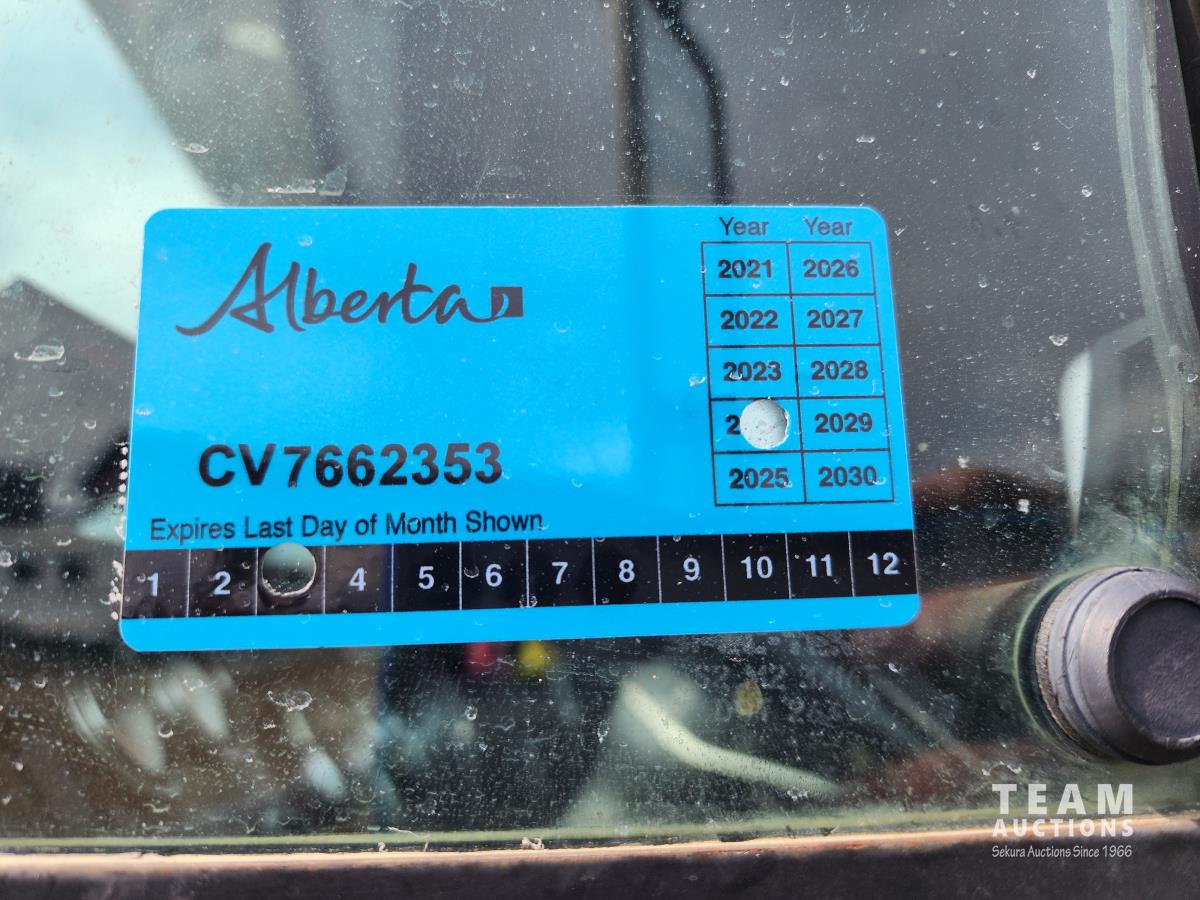 Alberta
Year Year
2021 2026
2022 2027
2023 2028
2 2029
2025 2030
CV7662353
Expires Last Day of Month Shown
1 2 4 5 6 7 8 9 10 11 12
TEAM
AUCTIONS
Sekura Auctions Since 1966